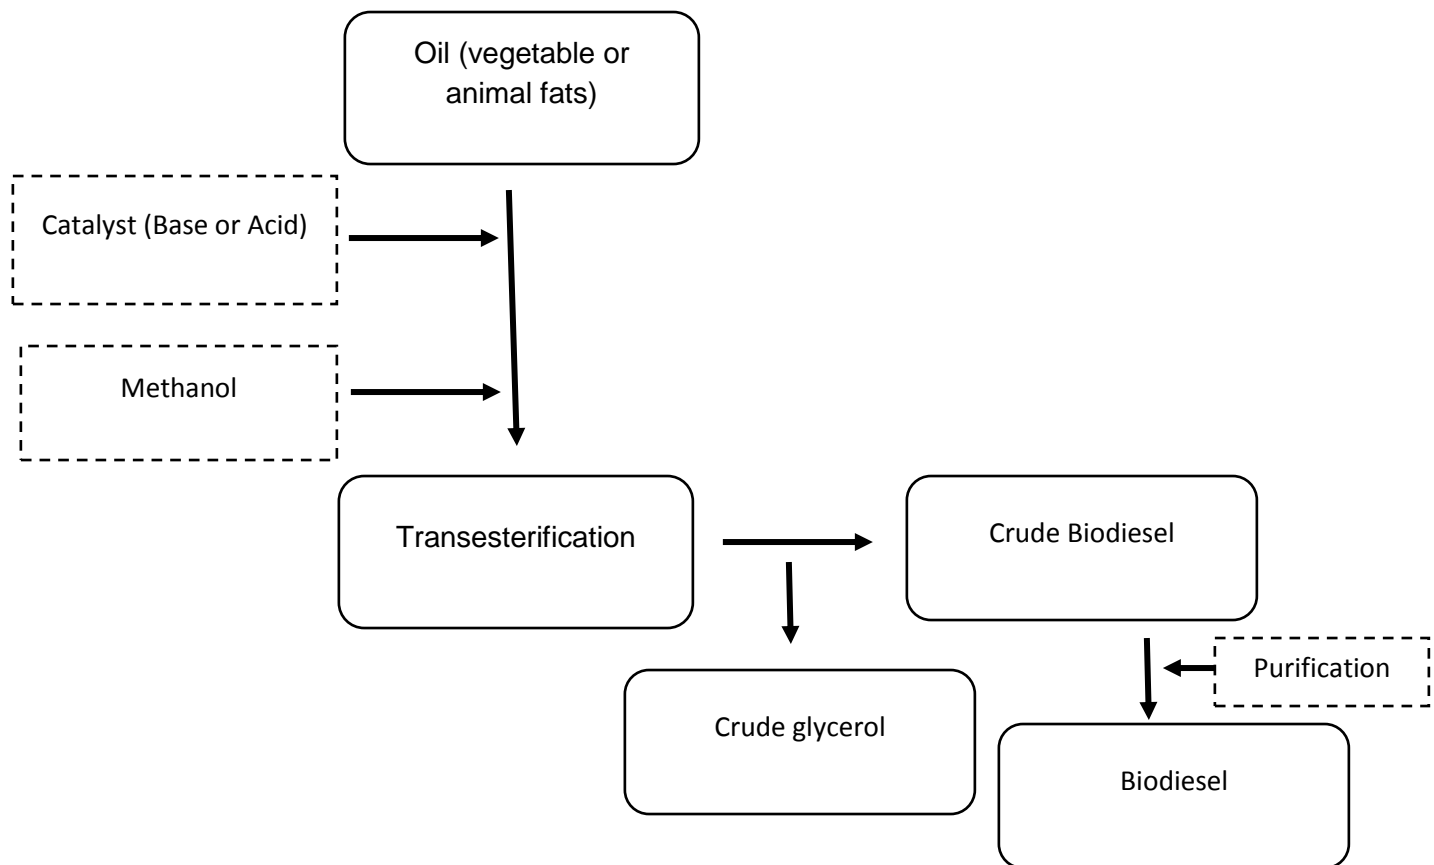 Oil (vegetable or
animal fats)
Catalyst (Base or Acid)
Methanol
Transesterification
Crude Biodiesel
Purification
Crude glycerol
Biodiesel